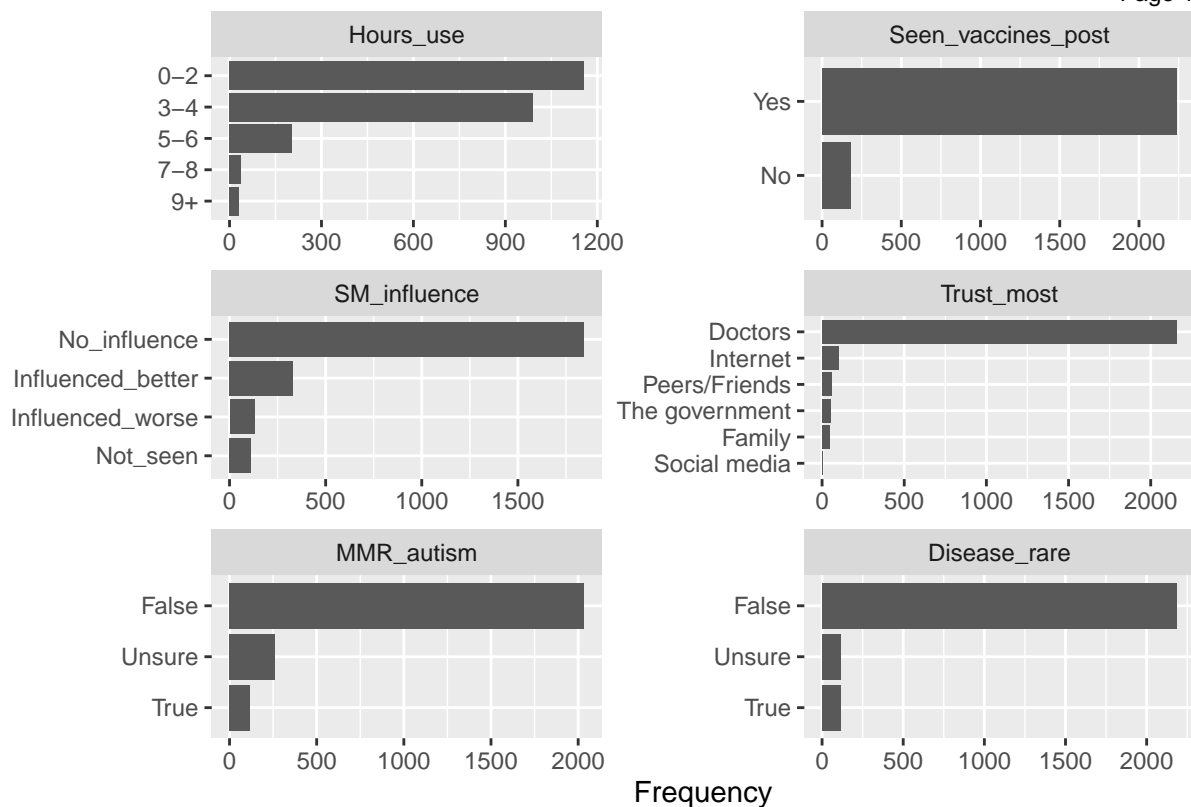 Hours_use
0−2
3−4
5−6
7−8
9+
0 300 600 900 1200
Seen_vaccines_post
Yes
No
0 500 1000 1500 2000
SM_influence
No_influence
Influenced_better
Influenced_worse
Not_seen
0 500 1000 1500
Trust_most
Doctors
Internet
Peers/Friends
The government
Family
Social media
0 500 1000 1500 2000
MMR_autism
False
Unsure
True
0 500 1000 1500 2000
Disease_rare
False
Unsure
True
0 500 1000 1500 2000
Frequency